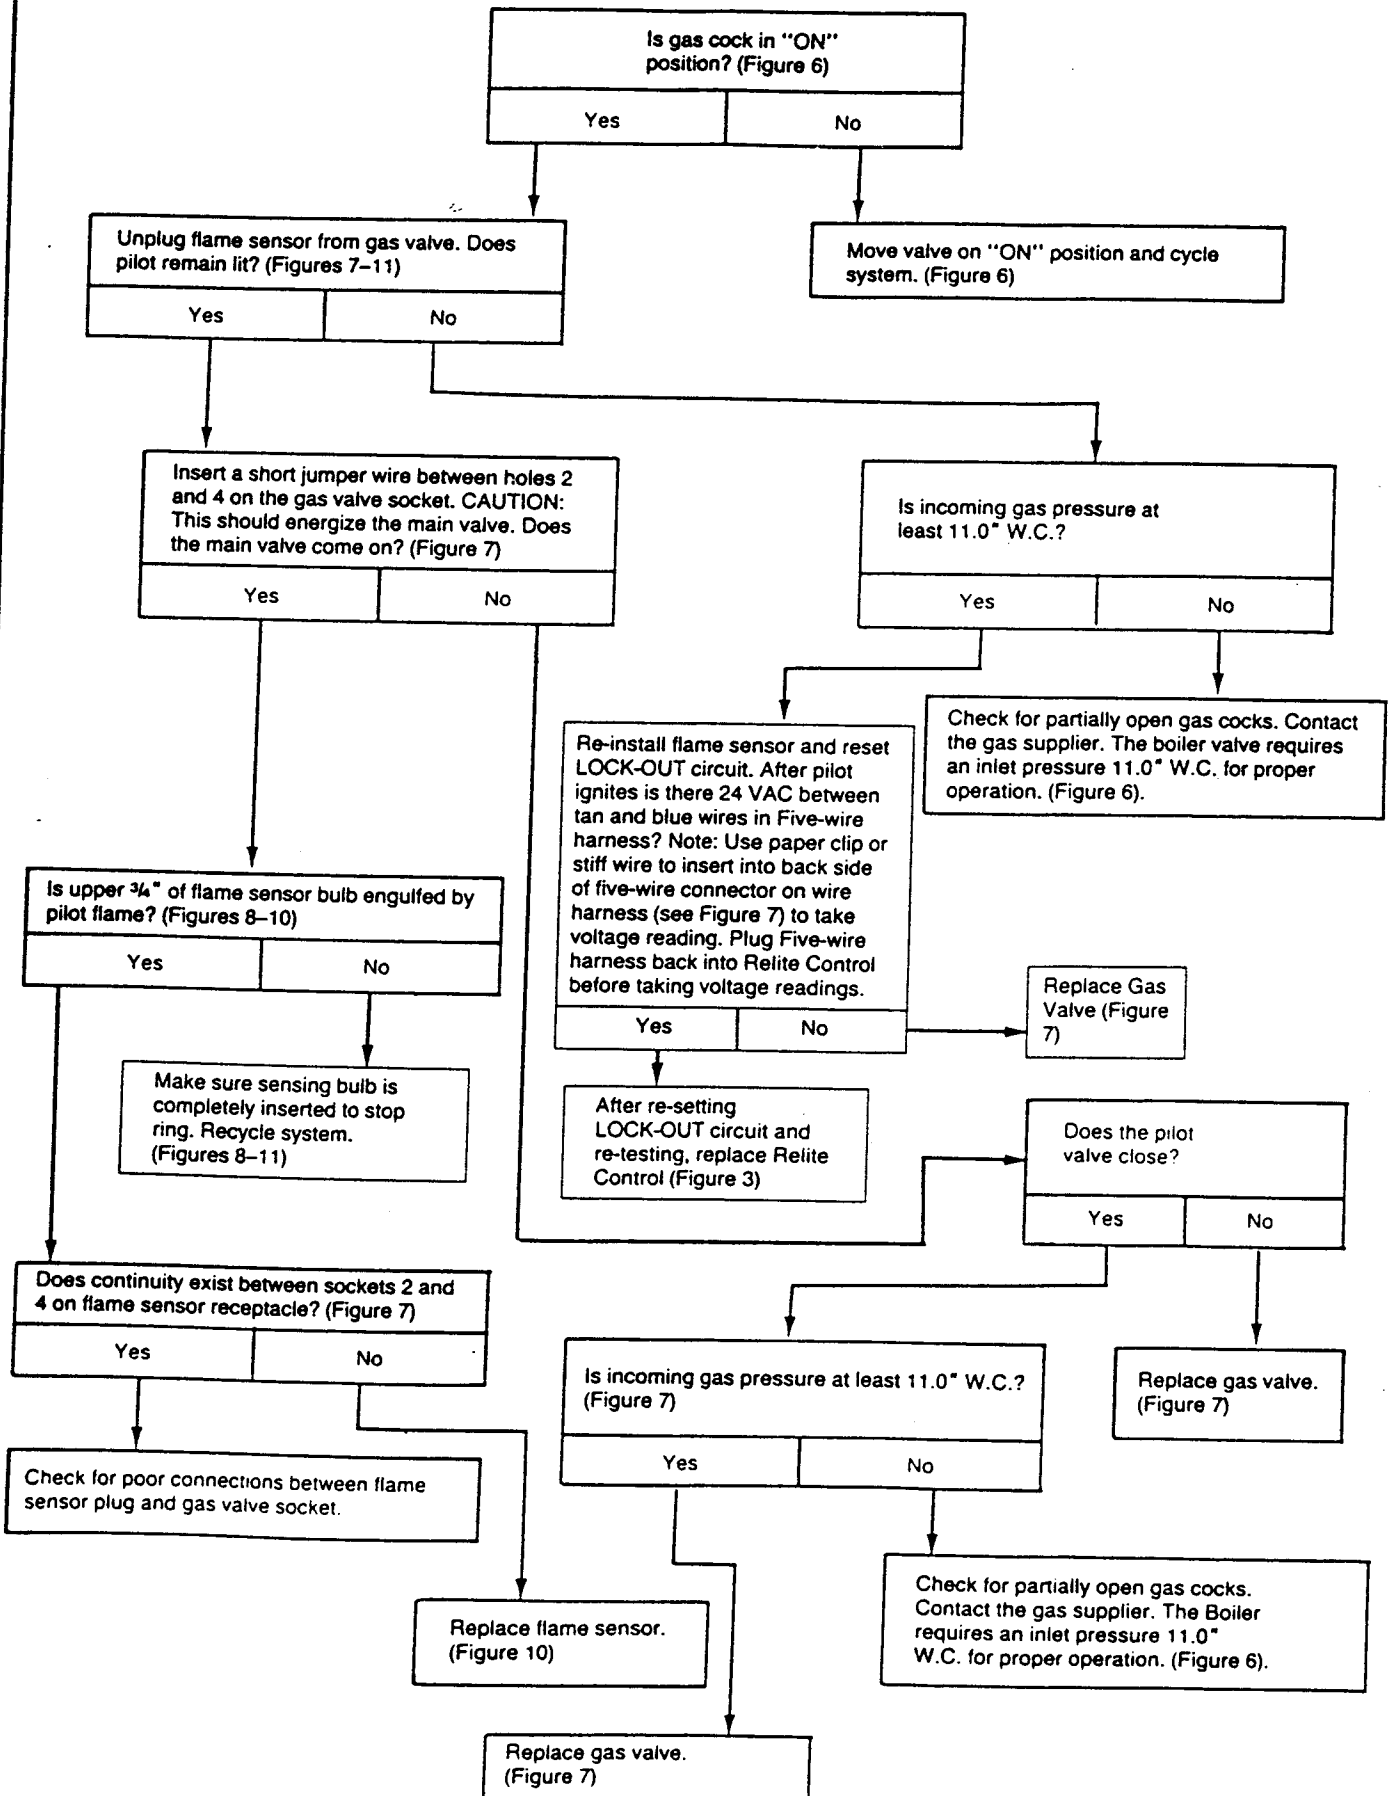 Is gas cock in "ON"
position? (Figure 6)
Yes
No
Unplug flame sensor from gas valve. Does
pilot remain lit? (Figures 7–11)
Yes
No
Move valve on "ON" position and cycle
system. (Figure 6)
Insert a short jumper wire between holes 2
and 4 on the gas valve socket. CAUTION:
This should energize the main valve. Does
the main valve come on? (Figure 7)
Yes
No
Is incoming gas pressure at
least 11.0" W.C.?
Yes
No
Re-install flame sensor and reset
LOCK-OUT circuit. After pilot
ignites is there 24 VAC between
tan and blue wires in Five-wire
harness? Note: Use paper clip or
stiff wire to insert into back side
of five-wire connector on wire
harness (see Figure 7) to take
voltage reading. Plug Five-wire
harness back into Relite Control
before taking voltage readings.
Yes
No
Check for partially open gas cocks. Contact
the gas supplier. The boiler valve requires
an inlet pressure 11.0" W.C. for proper
operation. (Figure 6).
Is upper 3/4" of flame sensor bulb engulfed by
pilot flame? (Figures 8–10)
Yes
No
Replace Gas
Valve (Figure
7)
Make sure sensing bulb is
completely inserted to stop
ring. Recycle system.
(Figures 8–11)
After re-setting
LOCK-OUT circuit and
re-testing, replace Relite
Control (Figure 3)
Does the pilot
valve close?
Yes
No
Does continuity exist between sockets 2 and
4 on flame sensor receptacle? (Figure 7)
Yes
No
Is incoming gas pressure at least 11.0" W.C.?
(Figure 7)
Yes
No
Replace gas valve.
(Figure 7)
Check for poor connections between flame
sensor plug and gas valve socket.
Replace flame sensor.
(Figure 10)
Check for partially open gas cocks.
Contact the gas supplier. The Boiler
requires an inlet pressure 11.0"
W.C. for proper operation. (Figure 6).
Replace gas valve.
(Figure 7)